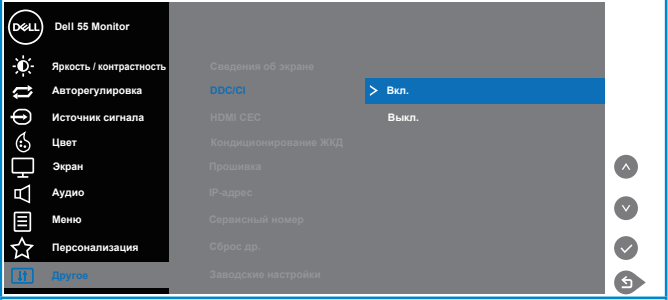 DELL
Dell 55 Monitor
Яркость / контрастность
Авторегулировка
Источник сигнала
Цвет
Экран
Аудио
Меню
Персонализация
Другое
Сведения об экране
DDC/CI
HDMI CEC
Кондиционирование ЖКД
Прошивка
IP-адрес
Сервисный номер
Сброс др.
Заводские настройки
> Вкл.
Выкл.